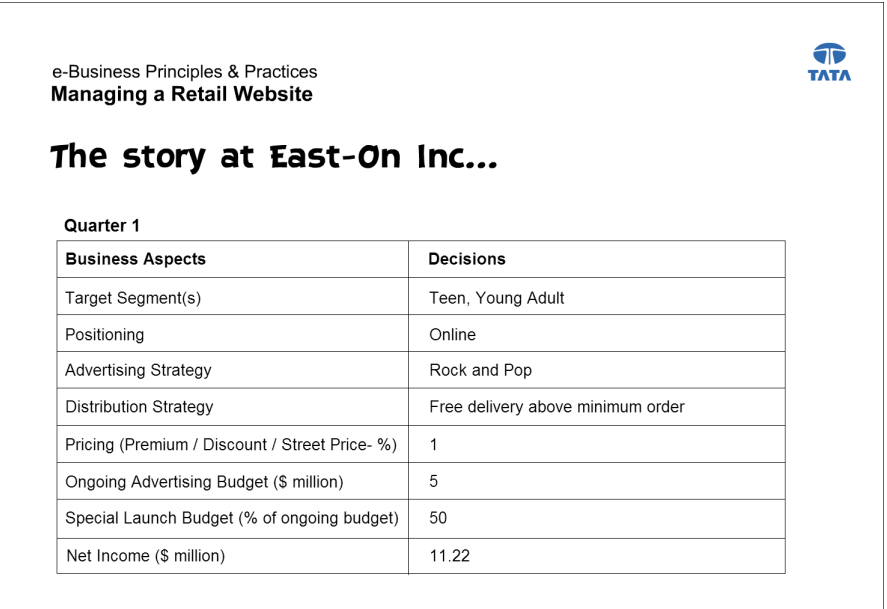 e-Business Principles & Practices
Managing a Retail Website
TATA
The story at East-On Inc...
Quarter 1
Business Aspects Decisions
Target Segment(s) Teen, Young Adult
Positioning Online
Advertising Strategy Rock and Pop
Distribution Strategy Free delivery above minimum order
Pricing (Premium / Discount / Street Price- %) 1
Ongoing Advertising Budget ($ million) 5
Special Launch Budget (% of ongoing budget) 50
Net Income ($ million) 11.22